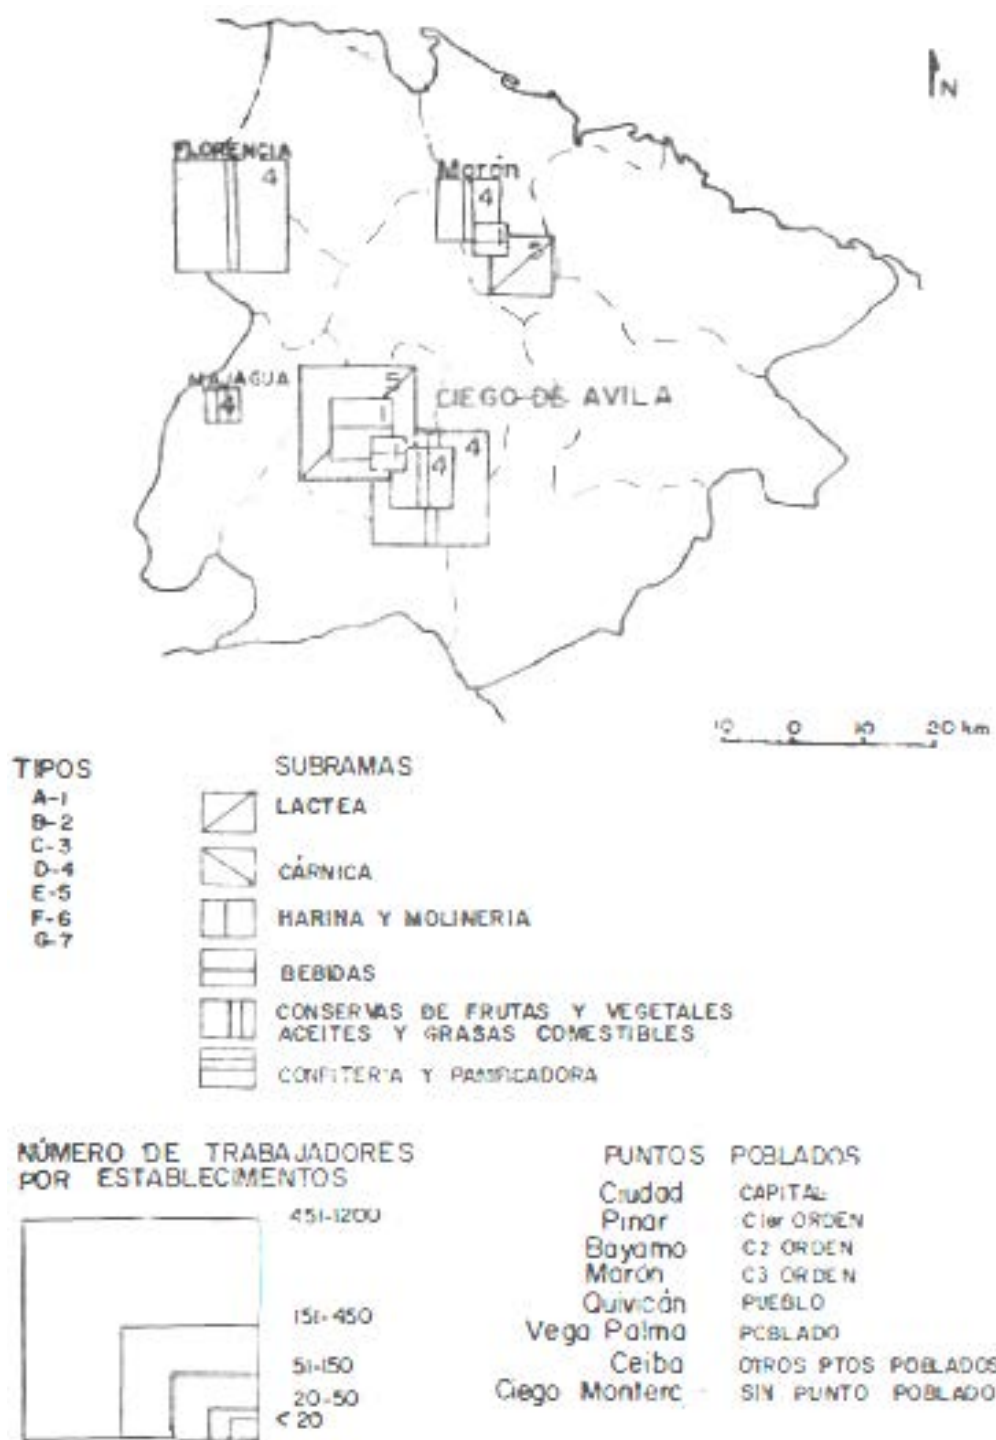 N
FLORENCIA
4
Morón
4
5
MAJAGUA
4
5
CIEGO DE AVILA
1
1
4
4
10 0 10 20 km
TIPOS
A-1
B-2
C-3
D-4
E-5
F-6
G-7
SUBRAMAS
LACTEA
CÁRNICA
HARINA Y MOLINERIA
BEBIDAS
CONSERVAS DE FRUTAS Y VEGETALES
ACEITES Y GRASAS COMESTIBLES
CONFITERIA Y PANIFICADORA
NÚMERO DE TRABAJADORES
POR ESTABLECIMENTOS
451-1200
151-450
51-150
20-50
< 20
PUNTOS POBLADOS
Ciudad CAPITAL
Pinar C1er ORDEN
Bayamo C2 ORDEN
Morón C3 ORDEN
Quivicán PUEBLO
Vega Palma POBLADO
Ceiba OTROS PTOS POBLADOS
Ciego Montero SIN PUNTO POBLADO